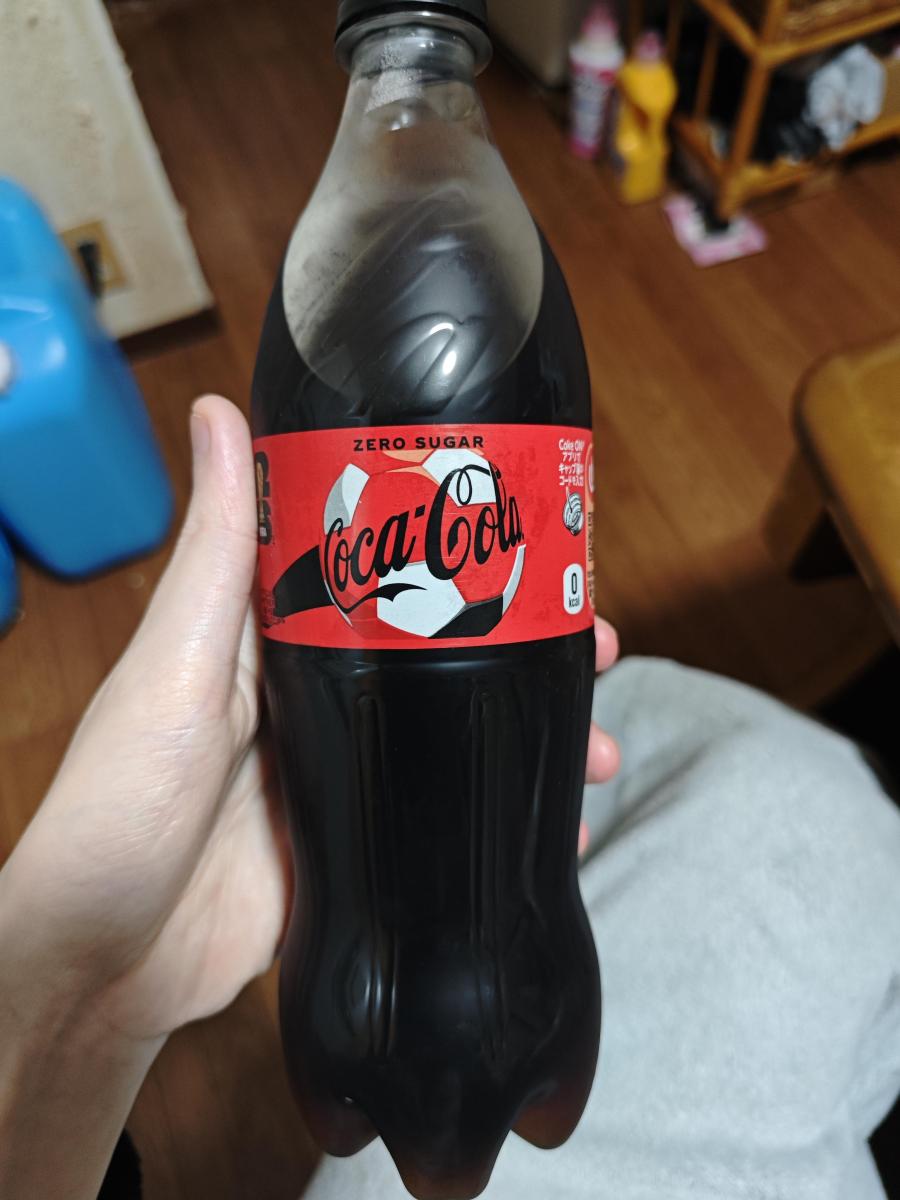 ZERO SUGAR
Coca-Cola
Coke ON
アプリで
キャップ裏の
コードを入力
0
kcal